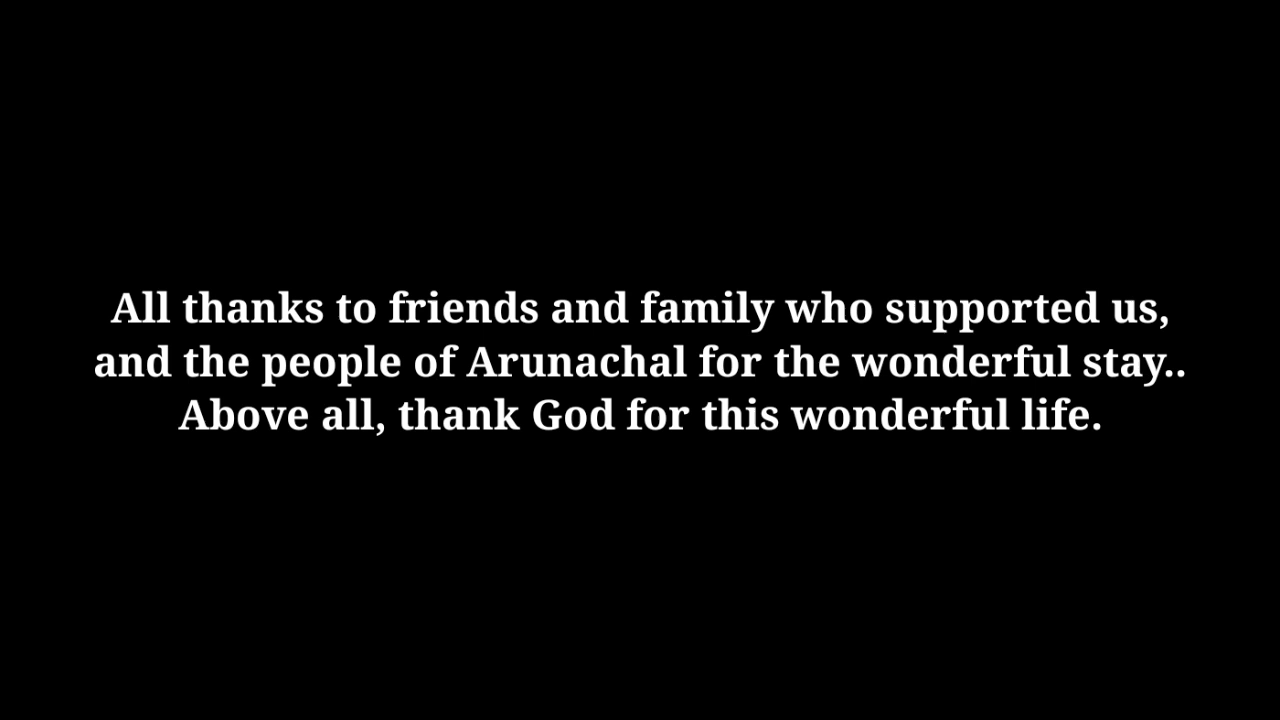 All thanks to friends and family who supported us,
and the people of Arunachal for the wonderful stay..
Above all, thank God for this wonderful life.